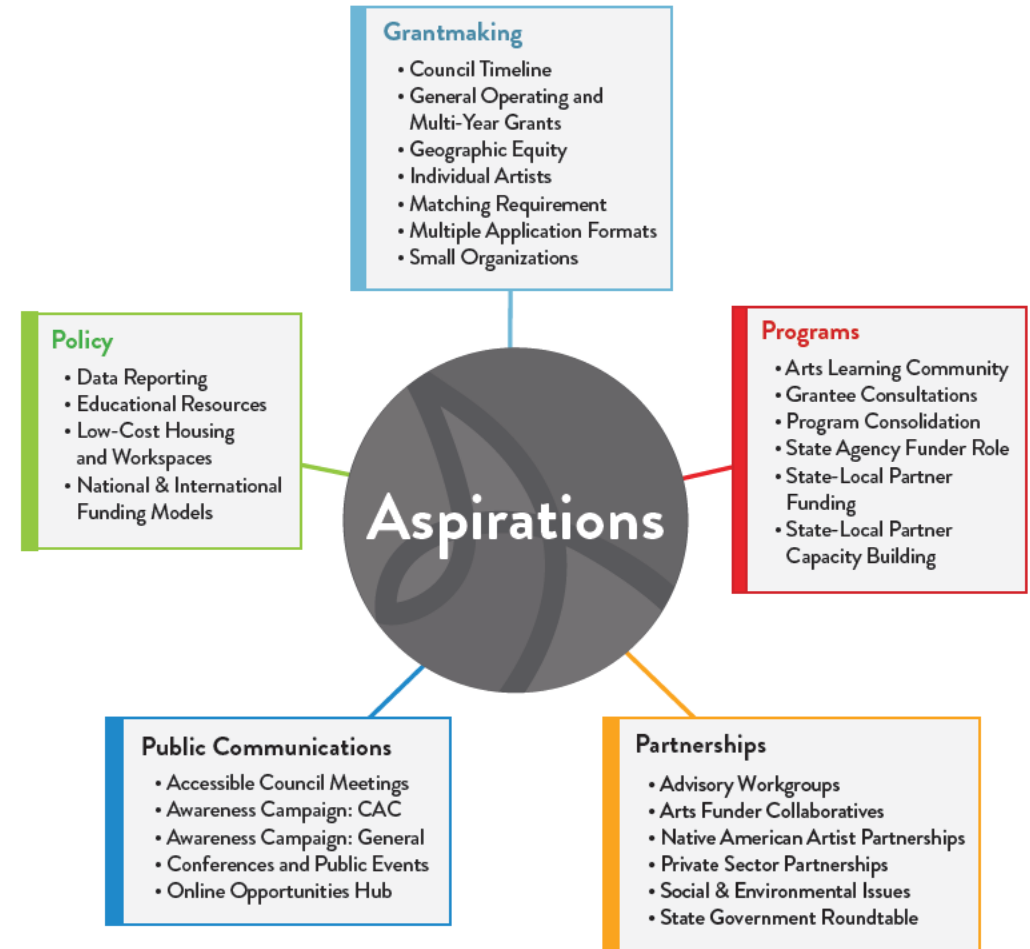 Grantmaking
• Council Timeline
• General Operating and
Multi-Year Grants
• Geographic Equity
• Individual Artists
• Matching Requirement
• Multiple Application Formats
• Small Organizations
Policy
• Data Reporting
• Educational Resources
• Low-Cost Housing
and Workspaces
• National & International
Funding Models
Programs
• Arts Learning Community
• Grantee Consultations
• Program Consolidation
• State Agency Funder Role
• State-Local Partner
Funding
• State-Local Partner
Capacity Building
Aspirations
Public Communications
• Accessible Council Meetings
• Awareness Campaign: CAC
• Awareness Campaign: General
• Conferences and Public Events
• Online Opportunities Hub
Partnerships
• Advisory Workgroups
• Arts Funder Collaboratives
• Native American Artist Partnerships
• Private Sector Partnerships
• Social & Environmental Issues
• State Government Roundtable